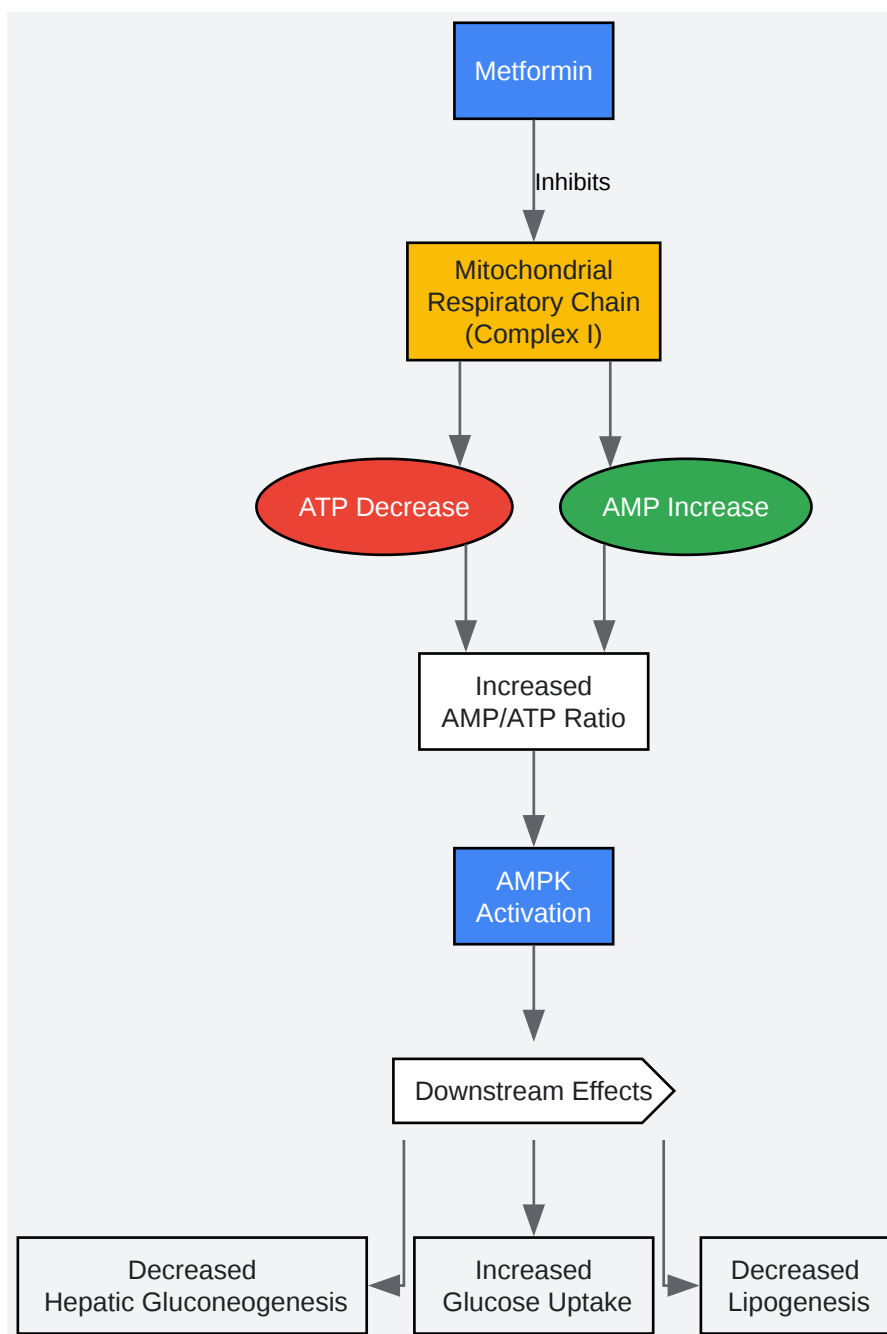 Metformin
Inhibits
Mitochondrial
Respiratory Chain
(Complex I)
ATP Decrease
AMP Increase
Increased
AMP/ATP Ratio
AMPK
Activation
Downstream Effects
Decreased
Hepatic Gluconeogenesis
Increased
Glucose Uptake
Decreased
Lipogenesis